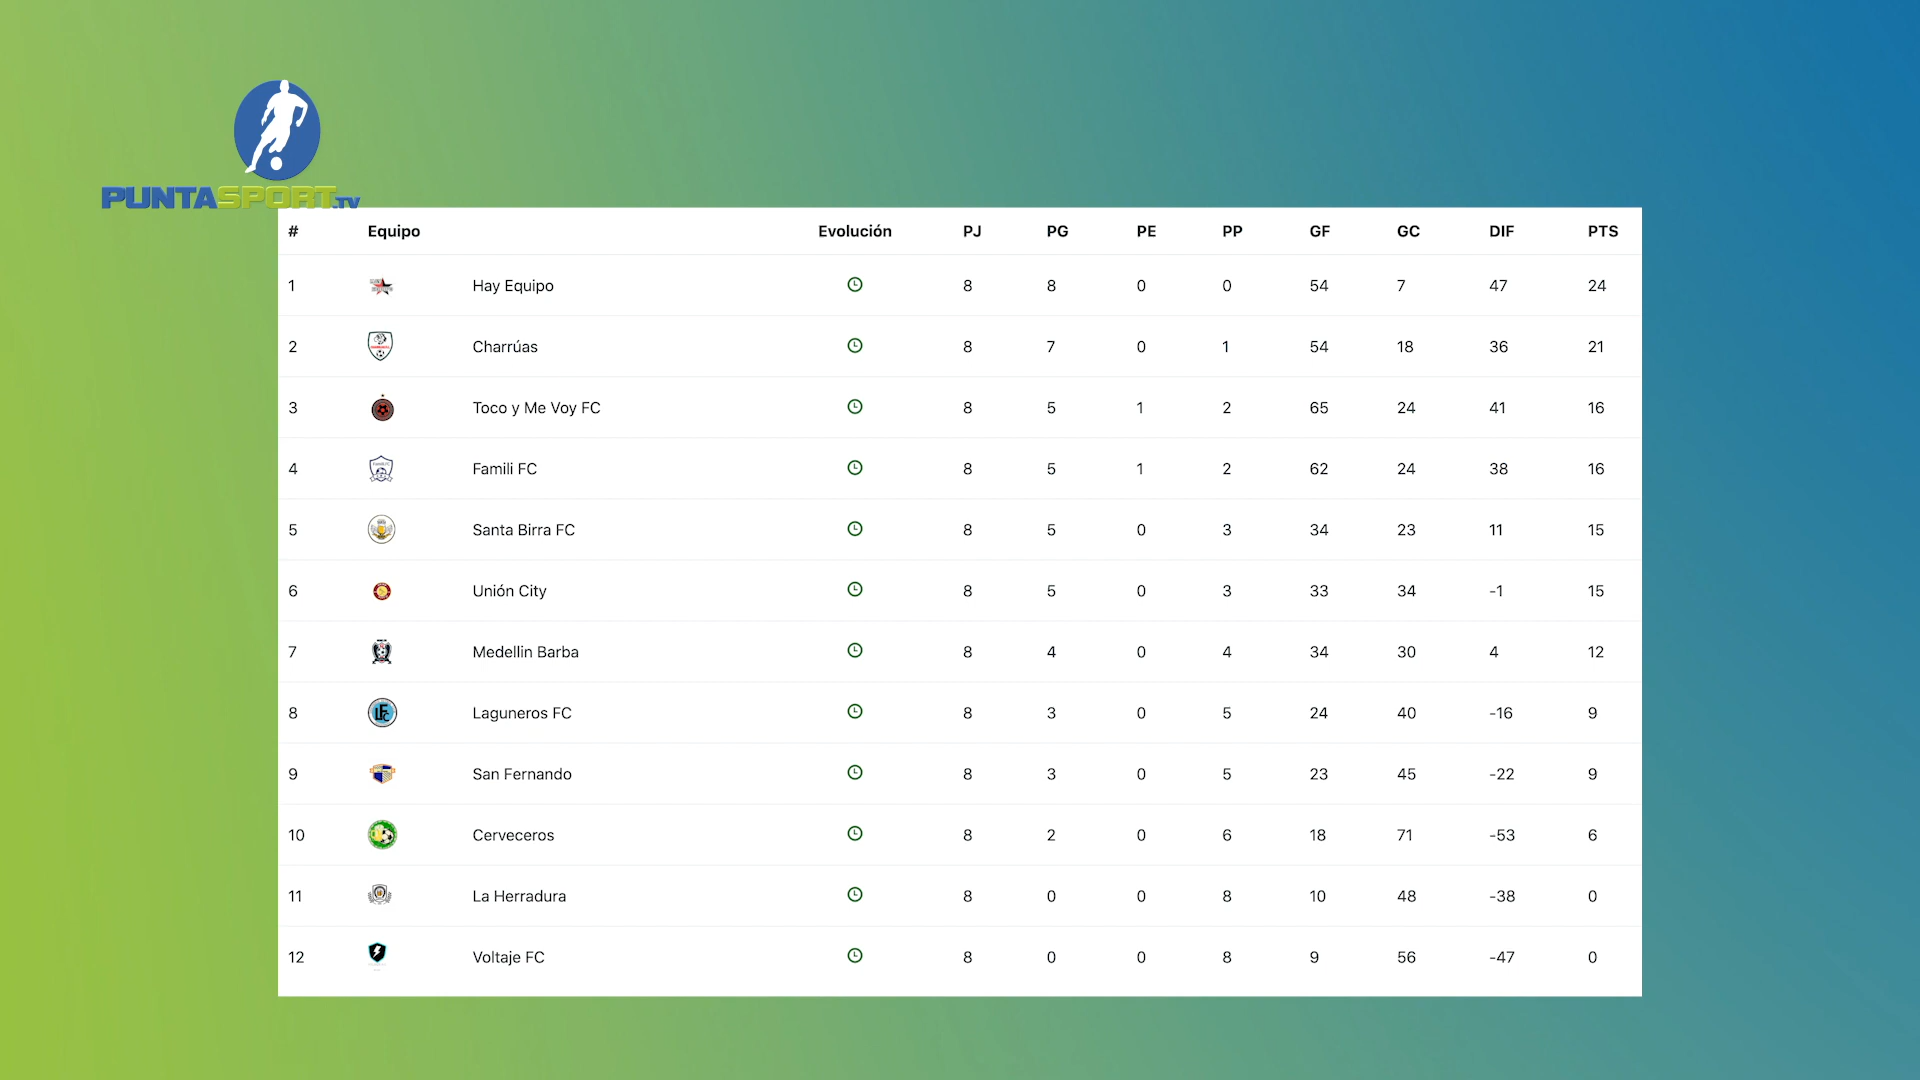 PUNTASPORT.TV
# Equipo Evolución PJ PG PE PP GF GC DIF PTS
1 Hay Equipo 8 8 0 0 54 7 47 24
2 Charrúas 8 7 0 1 54 18 36 21
3 Toco y Me Voy FC 8 5 1 2 65 24 41 16
4 Famili FC 8 5 1 2 62 24 38 16
5 Santa Birra FC 8 5 0 3 34 23 11 15
6 Unión City 8 5 0 3 33 34 -1 15
7 Medellin Barba 8 4 0 4 34 30 4 12
8 Laguneros FC 8 3 0 5 24 40 -16 9
9 San Fernando 8 3 0 5 23 45 -22 9
10 Cerveceros 8 2 0 6 18 71 -53 6
11 La Herradura 8 0 0 8 10 48 -38 0
12 Voltaje FC 8 0 0 8 9 56 -47 0